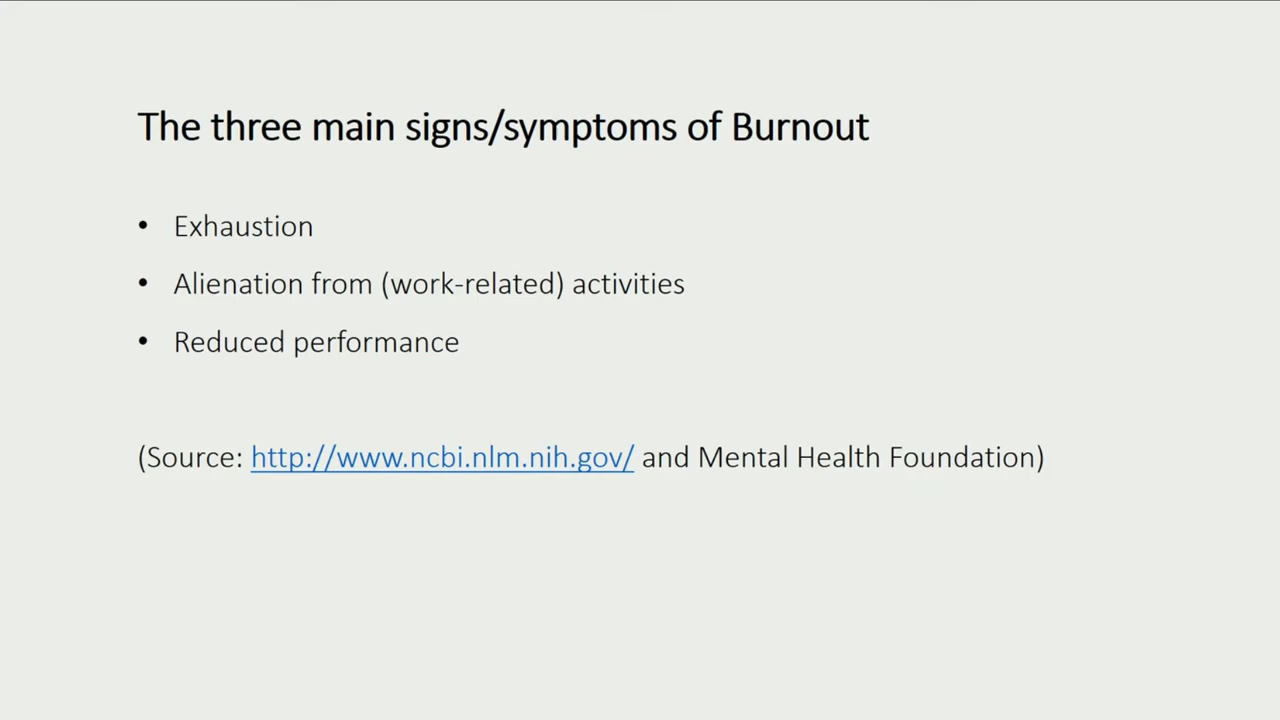 The three main signs/symptoms of Burnout
• Exhaustion
• Alienation from (work-related) activities
• Reduced performance
(Source: http://www.ncbi.nlm.nih.gov/ and Mental Health Foundation)